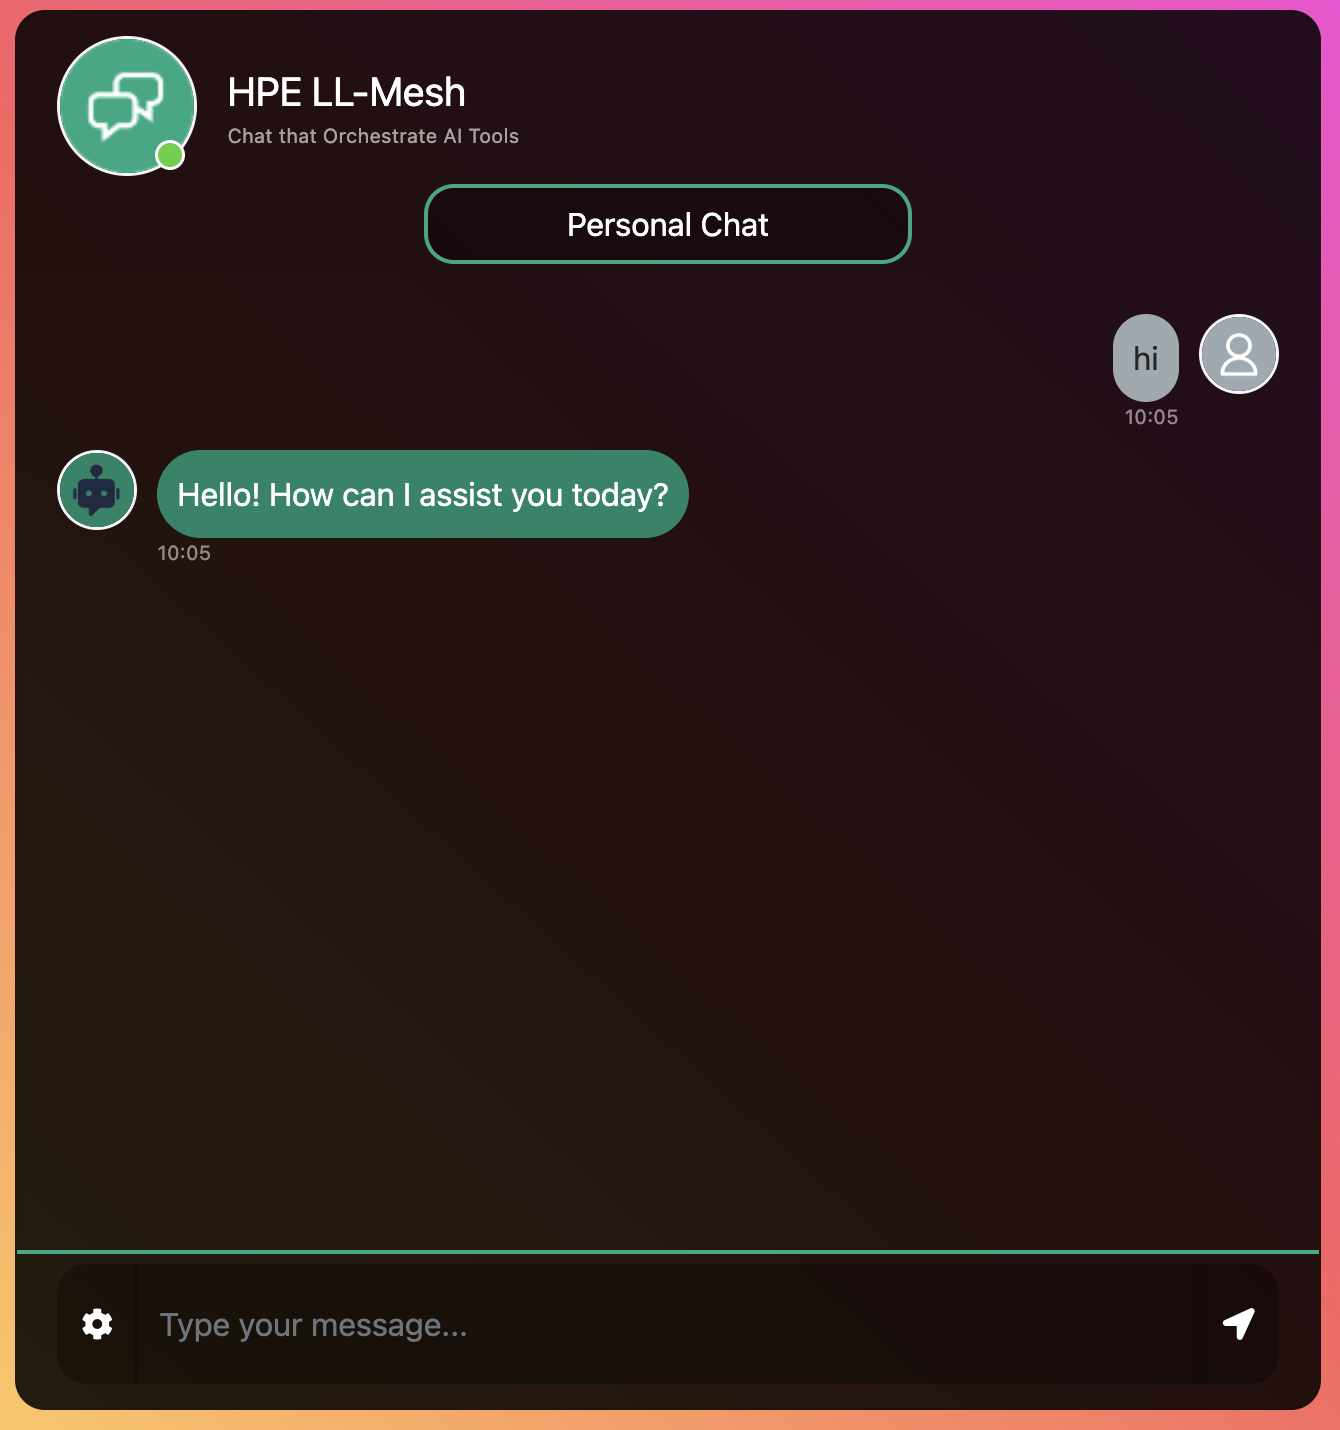 HPE LL-Mesh
Chat that Orchestrate AI Tools
Personal Chat
hi
10:05
Hello! How can I assist you today?
10:05
Type your message...